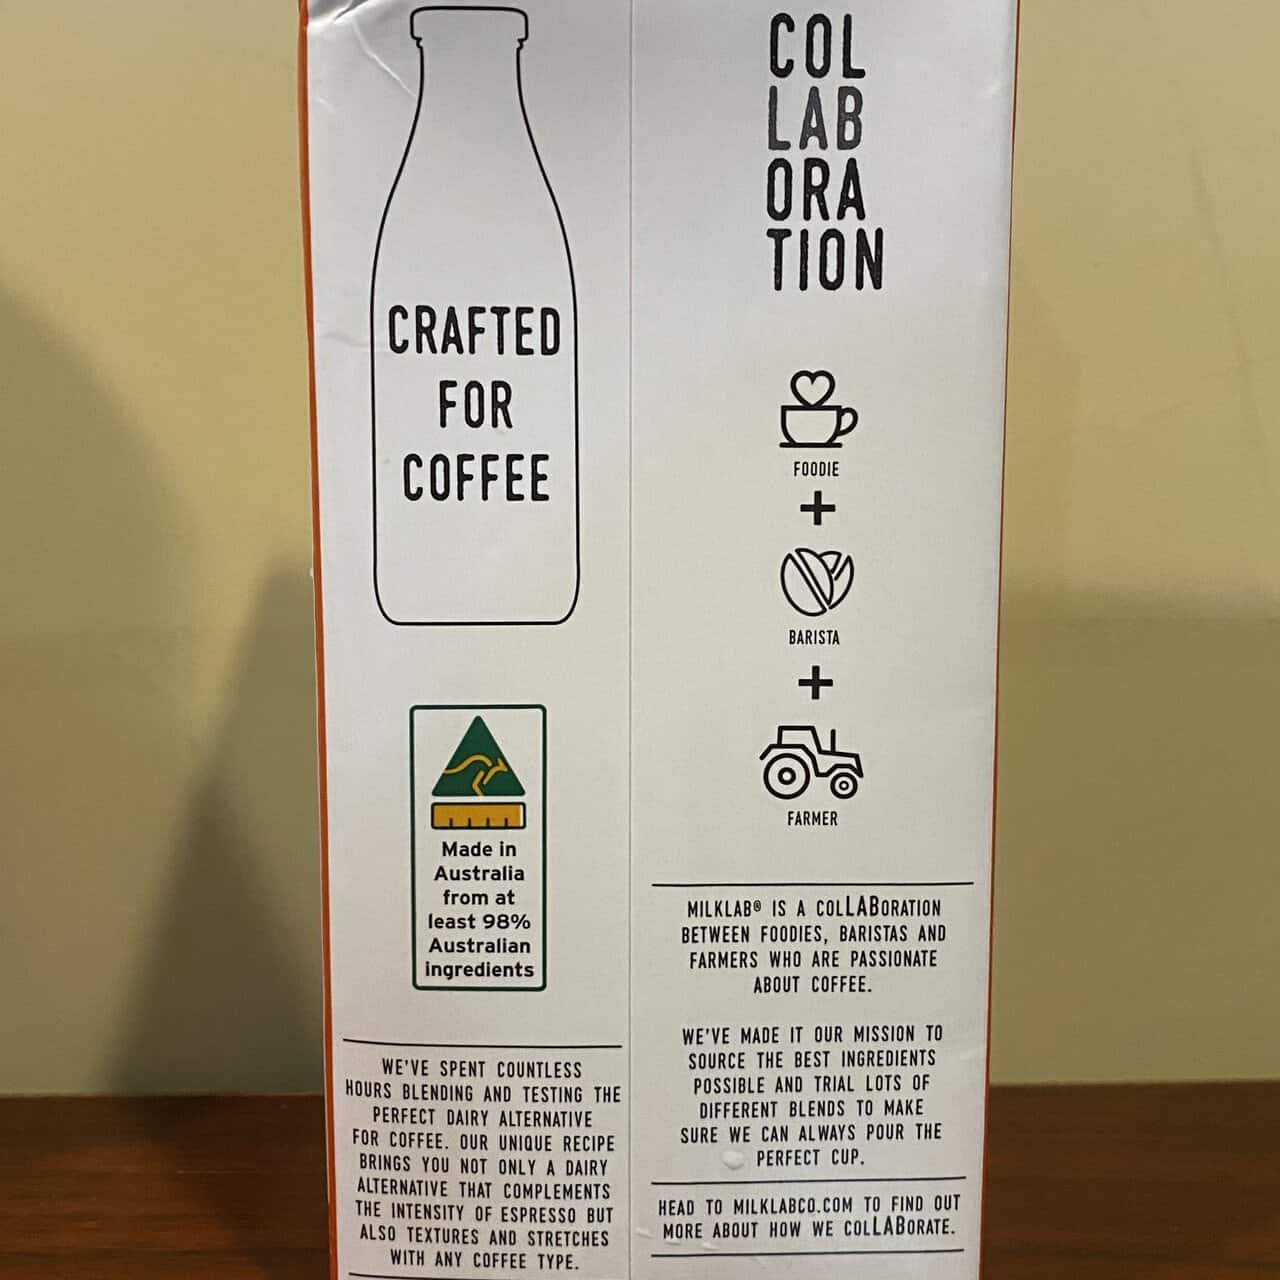 CRAFTED
FOR
COFFEE
Made in
Australia
from at
least 98%
Australian
ingredients
WE'VE SPENT COUNTLESS
HOURS BLENDING AND TESTING THE
PERFECT DAIRY ALTERNATIVE
FOR COFFEE. OUR UNIQUE RECIPE
BRINGS YOU NOT ONLY A DAIRY
ALTERNATIVE THAT COMPLEMENTS
THE INTENSITY OF ESPRESSO BUT
ALSO TEXTURES AND STRETCHES
WITH ANY COFFEE TYPE.
COL
LAB
ORA
TION
FOODIE
+
BARISTA
+
FARMER
MILKLAB® IS A COLLABORATION
BETWEEN FOODIES, BARISTAS AND
FARMERS WHO ARE PASSIONATE
ABOUT COFFEE.
WE'VE MADE IT OUR MISSION TO
SOURCE THE BEST INGREDIENTS
POSSIBLE AND TRIAL LOTS OF
DIFFERENT BLENDS TO MAKE
SURE WE CAN ALWAYS POUR THE
PERFECT CUP.
HEAD TO MILKLABCO.COM TO FIND OUT
MORE ABOUT HOW WE COLLABORATE.